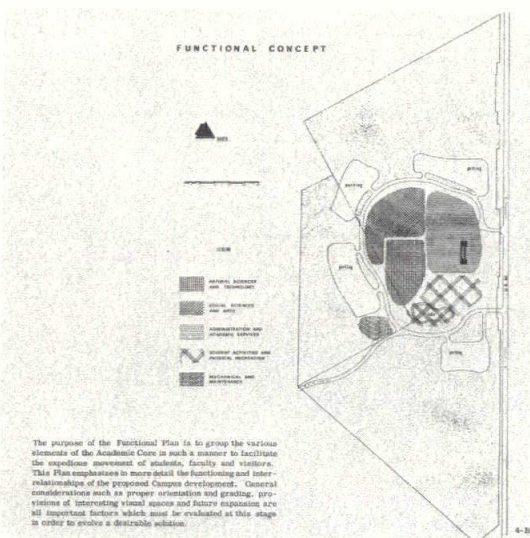 FUNCTIONAL CONCEPT
NORTH
parking
parking
parking
parking
NATURAL SCIENCES
AND TECHNOLOGY
SOCIAL SCIENCES
AND ARTS
ADMINISTRATION AND
ACADEMIC SERVICES
STUDENT ACTIVITIES AND
PHYSICAL RECREATION
MECHANICAL AND
MAINTENANCE
The purpose of the Functional Plan is to group the various
elements of the Academic Core in such a manner to facilitate
the expedious movement of students, faculty and visitors.
This Plan emphasizes in more detail the functioning and inter-
relationships of the proposed Campus development. General
considerations such as proper orientation and grading, pro-
visions of interesting visual spaces and future expansion are
all important factors which must be evaluated at this stage
in order to evolve a desirable solution.
4-B